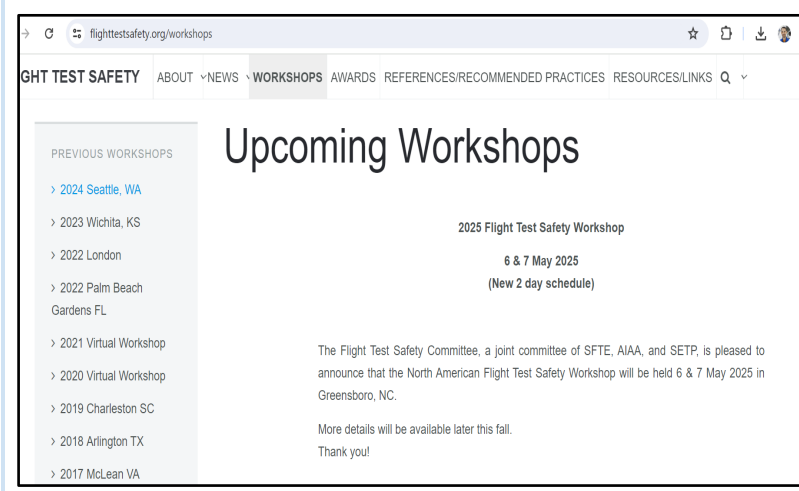 flighttestsafety.org/workshops
GHT TEST SAFETY ABOUT NEWS WORKSHOPS AWARDS REFERENCES/RECOMMENDED PRACTICES RESOURCES/LINKS
PREVIOUS WORKSHOPS
> 2024 Seattle, WA
> 2023 Wichita, KS
> 2022 London
> 2022 Palm Beach
Gardens FL
> 2021 Virtual Workshop
> 2020 Virtual Workshop
> 2019 Charleston SC
> 2018 Arlington TX
> 2017 McLean VA
Upcoming Workshops
2025 Flight Test Safety Workshop
6 & 7 May 2025
(New 2 day schedule)
The Flight Test Safety Committee, a joint committee of SFTE, AIAA, and SETP, is pleased to
announce that the North American Flight Test Safety Workshop will be held 6 & 7 May 2025 in
Greensboro, NC.
More details will be available later this fall.
Thank you!